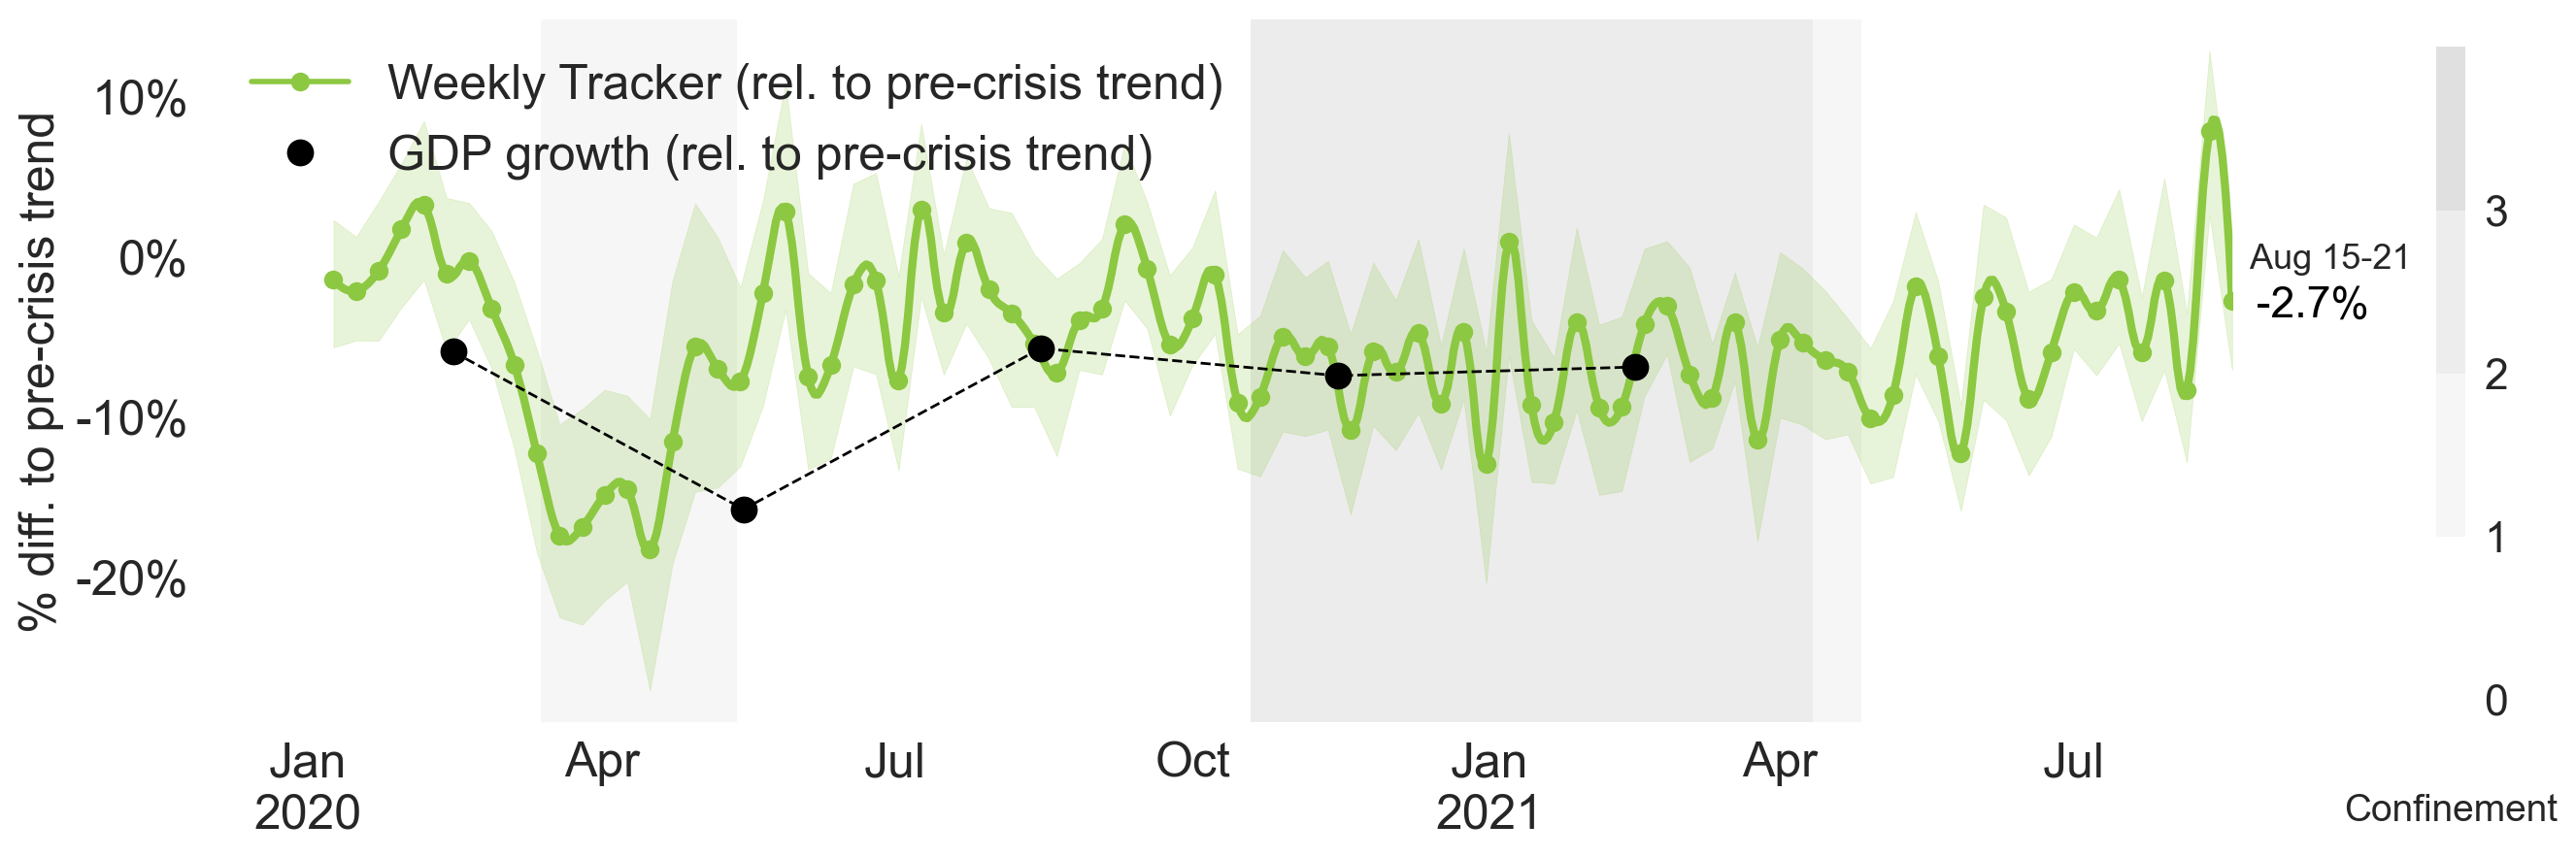 Weekly Tracker (rel. to pre-crisis trend)
GDP growth (rel. to pre-crisis trend)
% diff. to pre-crisis trend
10%
0%
-10%
-20%
Jan
2020
Apr
Jul
Oct
Jan
2021
Apr
Jul
Aug 15-21
-2.7%
3
2
1
0
Confinement